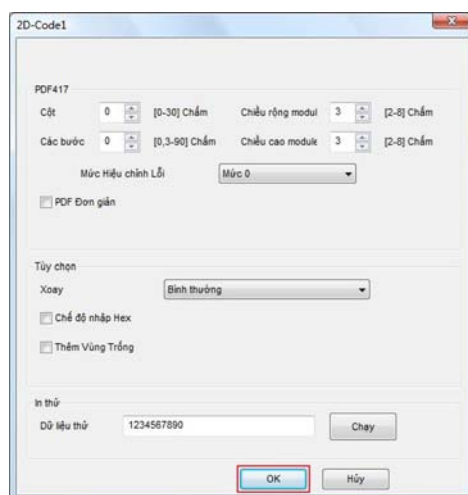 2D-Code1
PDF417
Cột 0 [0-30] Chấm Chiều rộng modul 3 [2-8] Chấm
Các bước 0 [0,3-90] Chấm Chiều cao module 3 [2-8] Chấm
Mức Hiệu chỉnh Lỗi Mức 0
PDF Đơn giản
Tùy chọn
Xoay Bình thường
Chế độ nhập Hex
Thêm Vùng Trống
In thử
Dữ liệu thử 1234567890 Chạy
OK Hủy